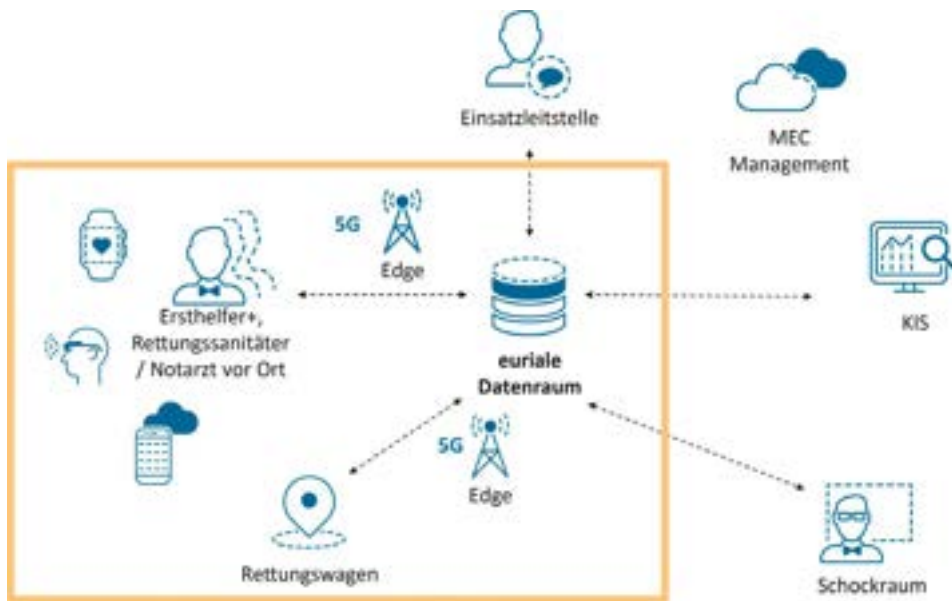 Einsatzleitstelle
MEC
Management
5G
Edge
Ersthelfer+,
Rettungssanitäter
/ Notarzt vor Ort
euriale
Datenraum
KIS
5G
Edge
Rettungswagen
Schockraum